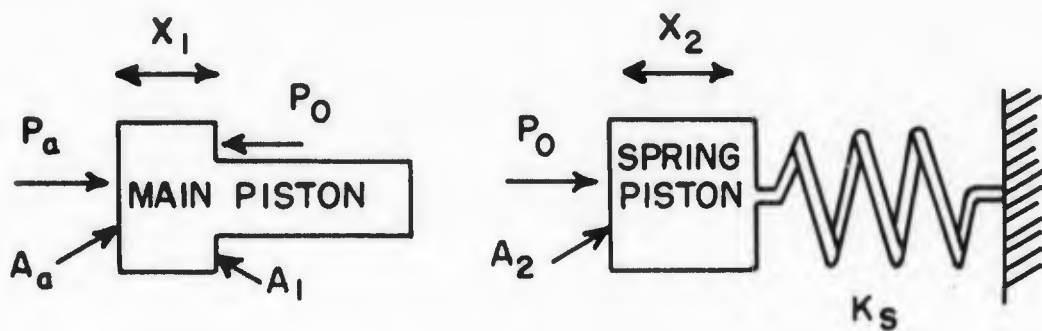 X1
P0
Pa
MAIN PISTON
Aa
A1
X2
P0
SPRING
PISTON
A2
KS